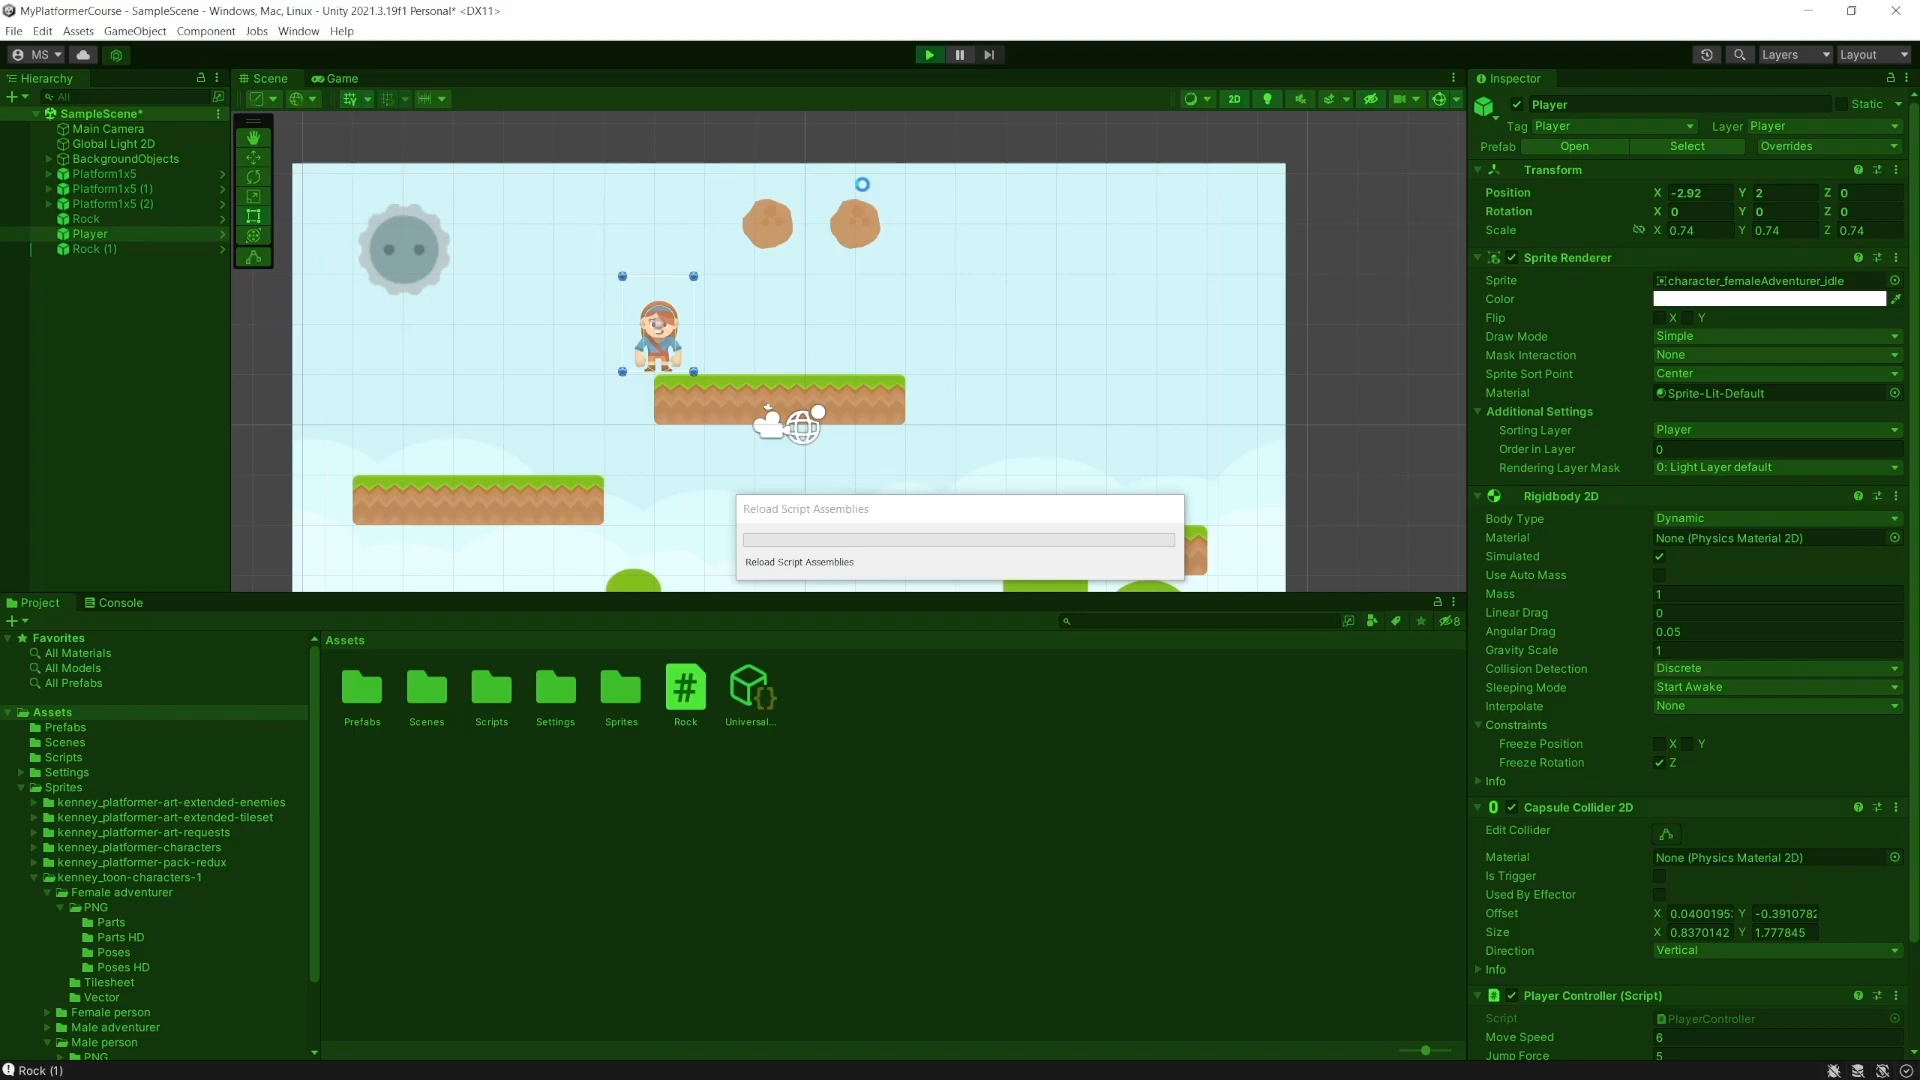 MyPlatformerCourse - SampleScene - Windows, Mac, Linux - Unity 2021.3.19f1 Personal* <DX11>
File Edit Assets GameObject Component Jobs Window Help
MS
Layers Layout
Hierarchy
All
SampleScene*
Main Camera
Global Light 2D
BackgroundObjects
Platform1x5
Platform1x5 (1)
Platform1x5 (2)
Rock
Player
Rock (1)
Scene Game
2D
Reload Script Assemblies
Reload Script Assemblies
Project Console
8
Favorites
All Materials
All Models
All Prefabs
Assets
Prefabs
Scenes
Scripts
Settings
Sprites
kenney_platformer-art-extended-enemies
kenney_platformer-art-extended-tileset
kenney_platformer-art-requests
kenney_platformer-characters
kenney_platformer-pack-redux
kenney_toon-characters-1
Female adventurer
PNG
Parts
Parts HD
Poses
Poses HD
Tilesheet
Vector
Female person
Male adventurer
Male person
PNG
Assets
Prefabs Scenes Scripts Settings Sprites Rock Universal...
Inspector
Player Static
Tag Player Layer Player
Prefab Open Select Overrides
Transform
Position X -2.92 Y 2 Z 0
Rotation X 0 Y 0 Z 0
Scale X 0.74 Y 0.74 Z 0.74
Sprite Renderer
Sprite character_femaleAdventurer_idle
Color
Flip X Y
Draw Mode Simple
Mask Interaction None
Sprite Sort Point Center
Material Sprite-Lit-Default
Additional Settings
Sorting Layer Player
Order in Layer 0
Rendering Layer Mask 0: Light Layer default
Rigidbody 2D
Body Type Dynamic
Material None (Physics Material 2D)
Simulated
Use Auto Mass
Mass 1
Linear Drag 0
Angular Drag 0.05
Gravity Scale 1
Collision Detection Discrete
Sleeping Mode Start Awake
Interpolate None
Constraints
Freeze Position X Y
Freeze Rotation Z
Info
Capsule Collider 2D
Edit Collider
Material None (Physics Material 2D)
Is Trigger
Used By Effector
Offset X 0.04001953 Y -0.3910782
Size X 0.8370142 Y 1.777845
Direction Vertical
Info
Player Controller (Script)
Script PlayerController
Move Speed 6
Jump Force 5
Rock (1)